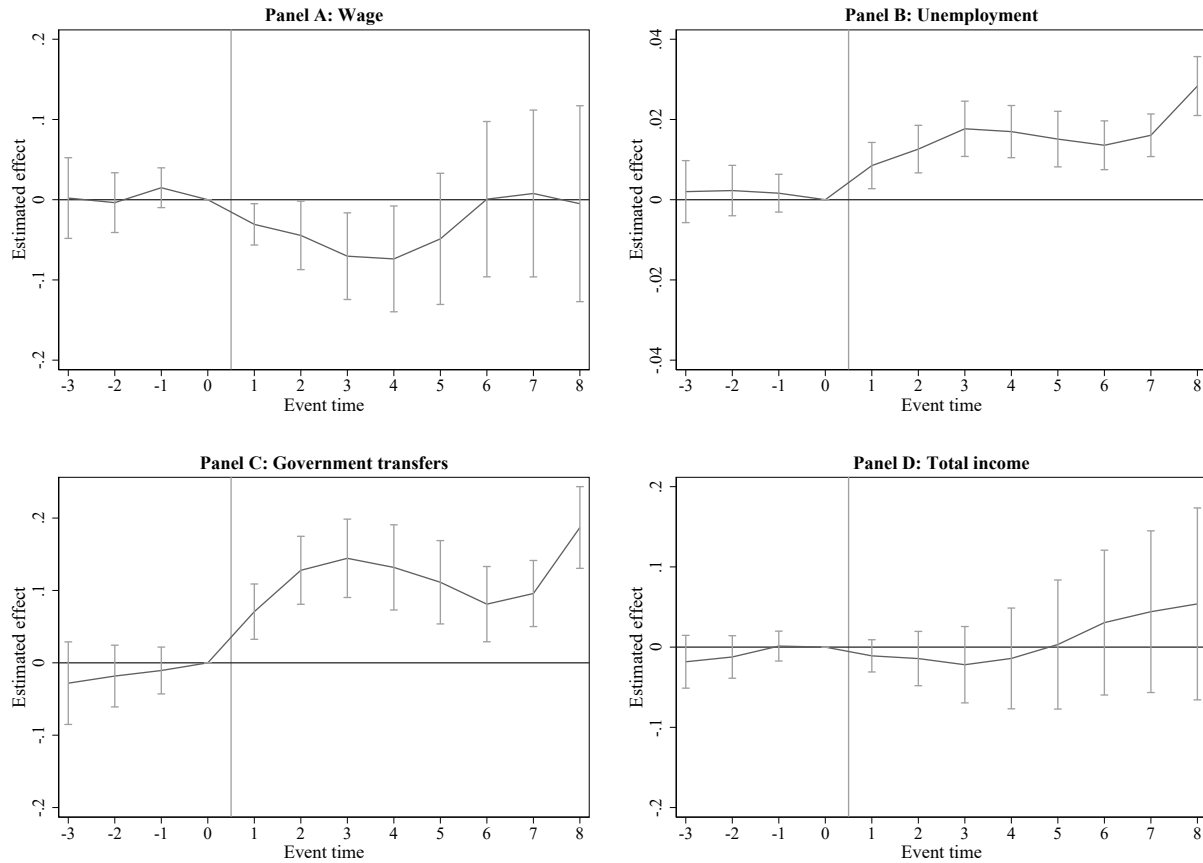 Panel A: Wage
Estimated effect
.2
.1
0
-.1
-.2
-3 -2 -1 0 1 2 3 4 5 6 7 8
Event time
Panel B: Unemployment
Estimated effect
.04
.02
0
-.02
-.04
-3 -2 -1 0 1 2 3 4 5 6 7 8
Event time
Panel C: Government transfers
Estimated effect
.2
.1
0
-.1
-.2
-3 -2 -1 0 1 2 3 4 5 6 7 8
Event time
Panel D: Total income
Estimated effect
.2
.1
0
-.1
-.2
-3 -2 -1 0 1 2 3 4 5 6 7 8
Event time